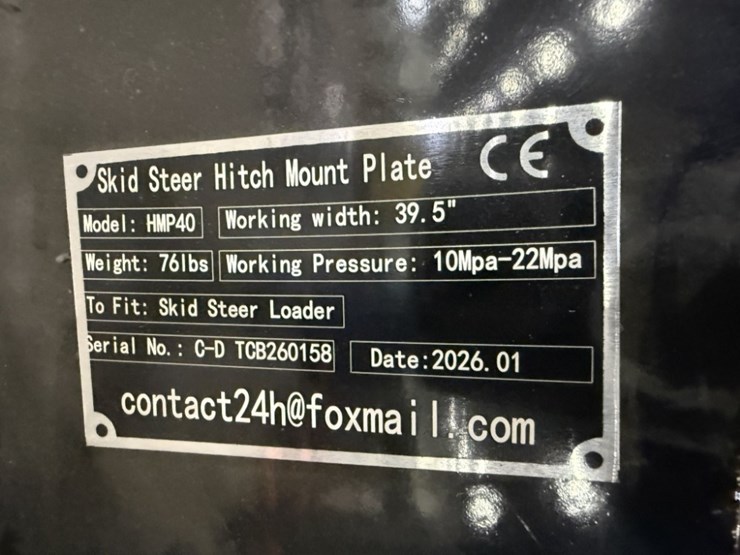 Skid Steer Hitch Mount Plate CE
Model: HMP40 Working width: 39.5"
Weight: 76lbs Working Pressure: 10Mpa-22Mpa
To Fit: Skid Steer Loader
Serial No.: C-D TCB260158 Date:2026.01
contact24h@foxmail.com